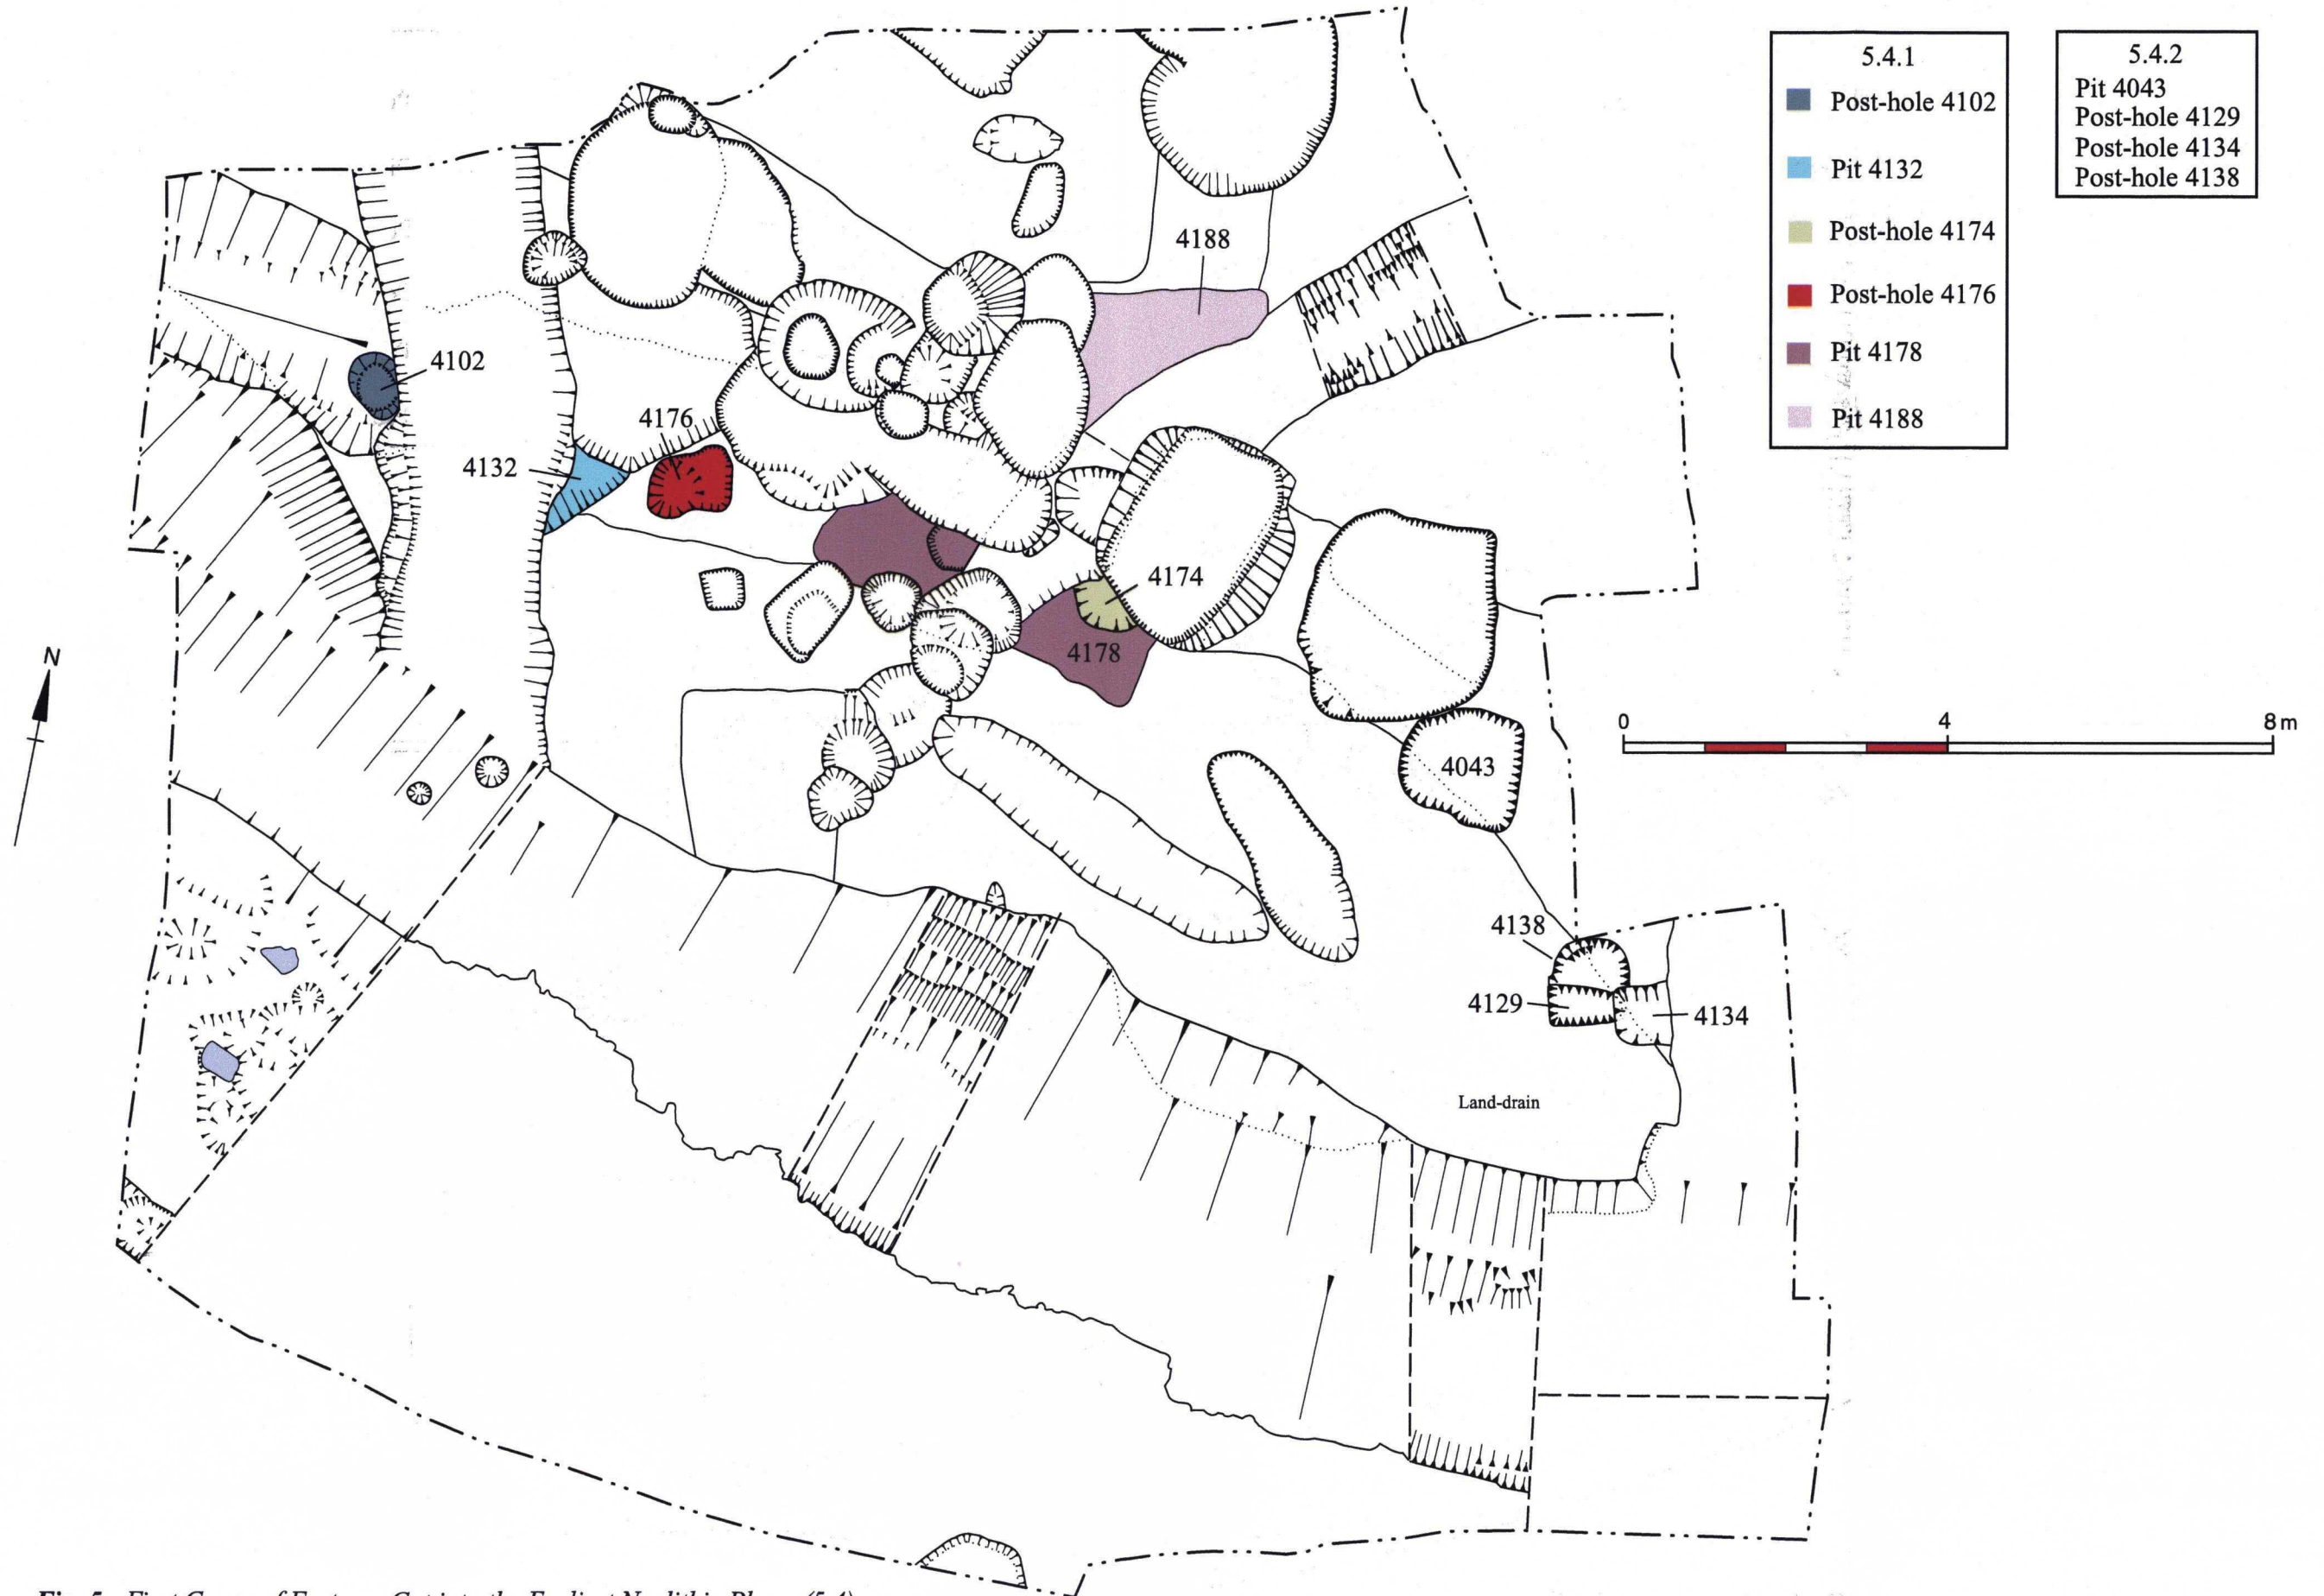 5.4.1
Post-hole 4102
Pit 4132
Post-hole 4174
Post-hole 4176
Pit 4178
Pit 4188
5.4.2
Pit 4043
Post-hole 4129
Post-hole 4134
Post-hole 4138
4188
4102
4176
4132
4174
4178
N
0 4 8m
4043
4138
4129
4134
Land-drain